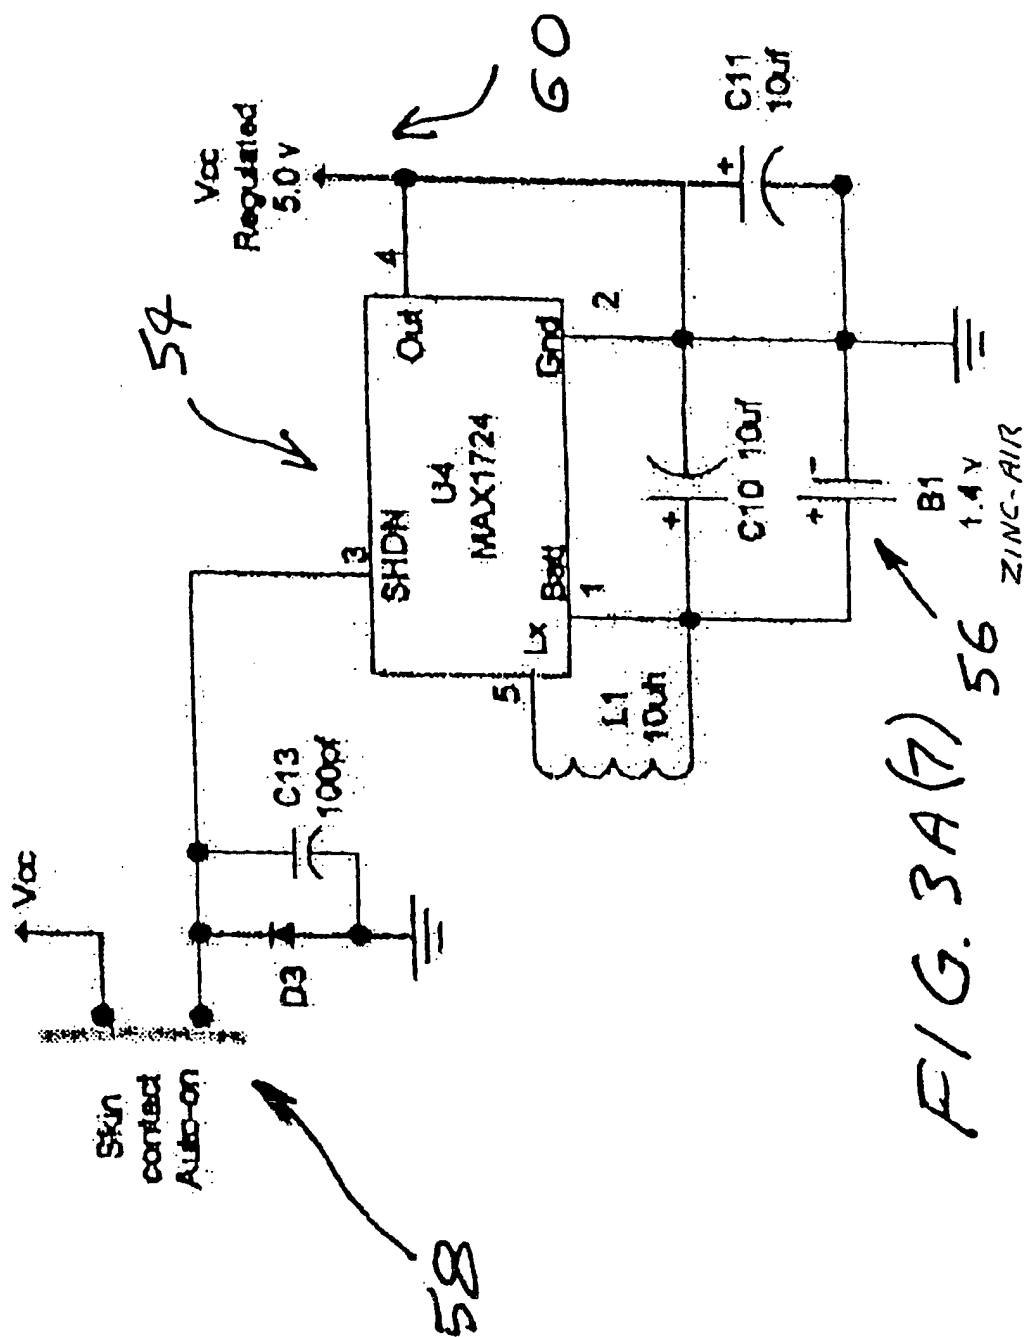 Vcc
Skin
contact
Auto-on
58
D3
C13
100pf
54
Vcc
Regulated
5.0 V
60
3
SHDN
4
Out
U4
MAX1724
5
Lx
Batt
1
Gnd
2
L1
10uh
C10 10uf
C11
10uf
+
+
+
-
B1
1.4 V
ZINC-AIR
56
FIG. 3A(7)